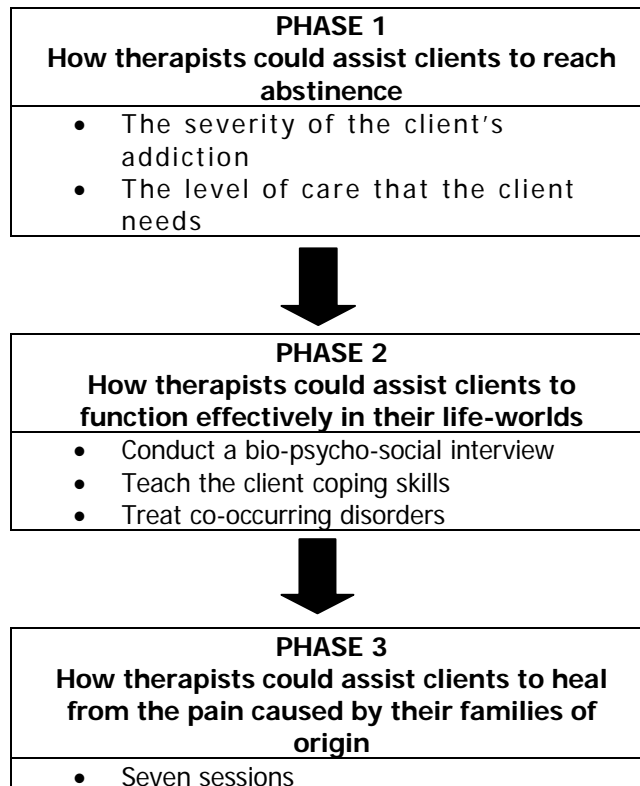 PHASE 1
How therapists could assist clients to reach
abstinence
• The severity of the client's
addiction
• The level of care that the client
needs
PHASE 2
How therapists could assist clients to
function effectively in their life-worlds
• Conduct a bio-psycho-social interview
• Teach the client coping skills
• Treat co-occurring disorders
PHASE 3
How therapists could assist clients to heal
from the pain caused by their families of
origin
• Seven sessions